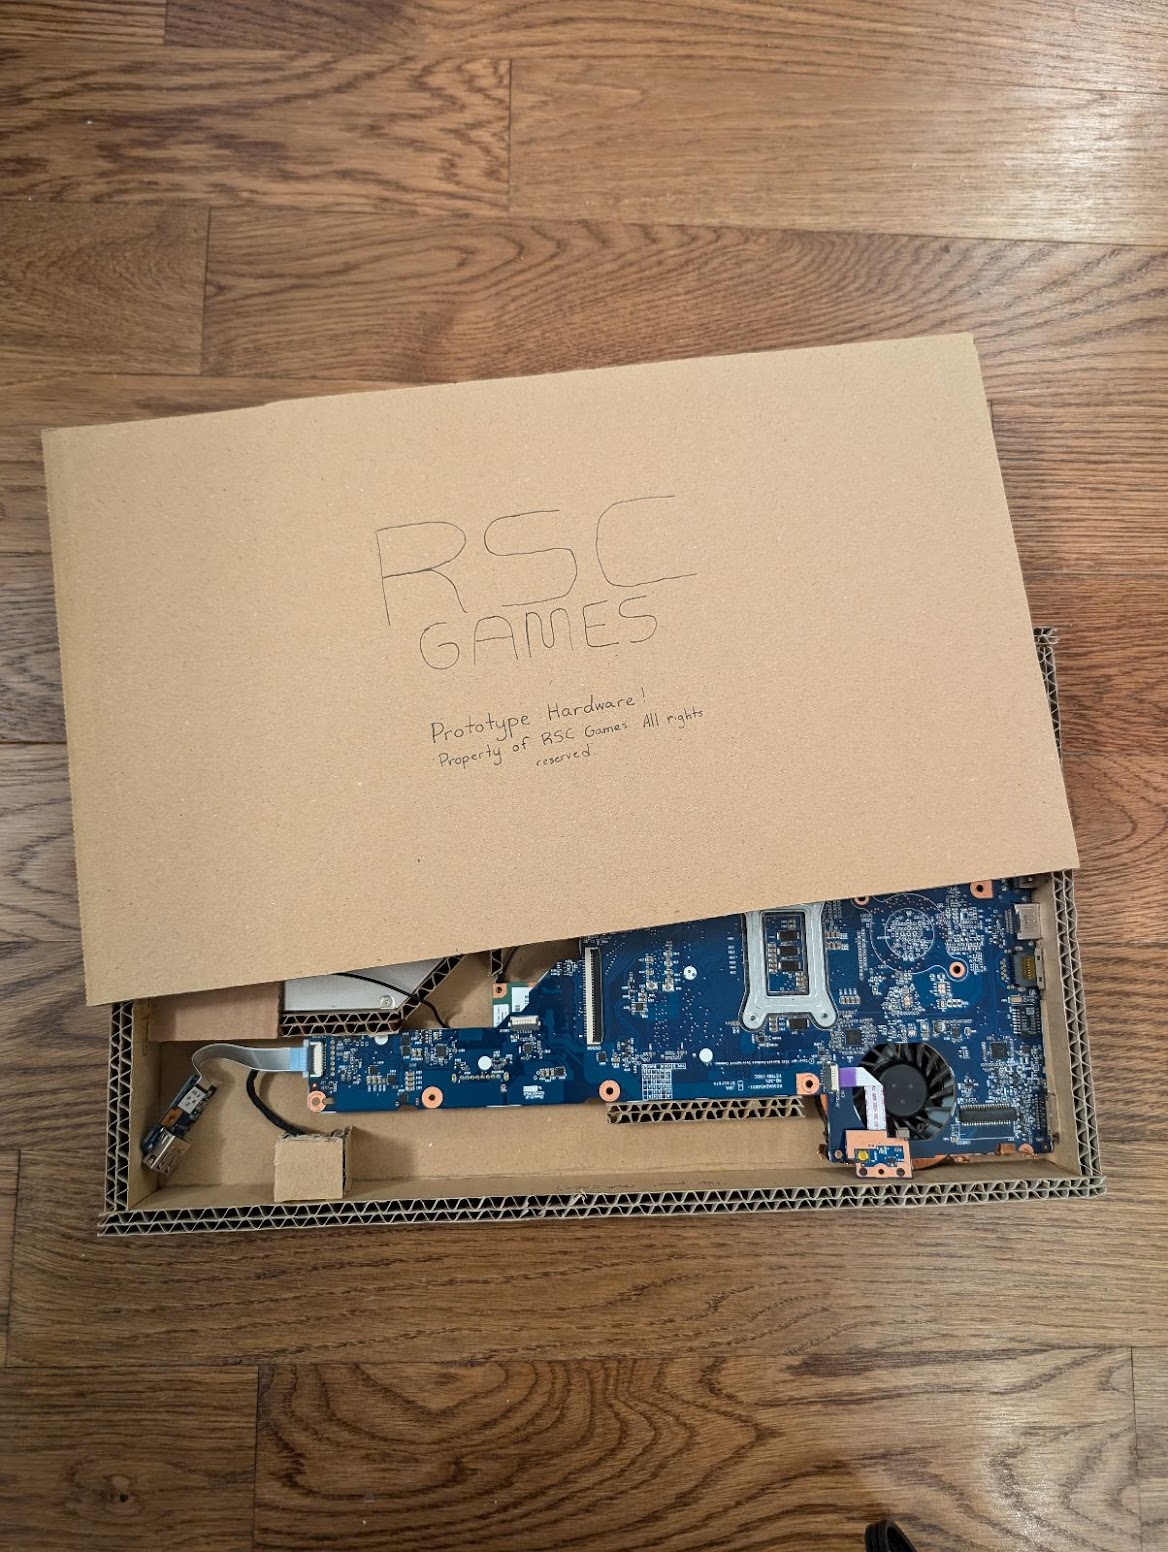 RSC
GAMES
Prototype Hardware!
Property of RSC Games. All rights
reserved.